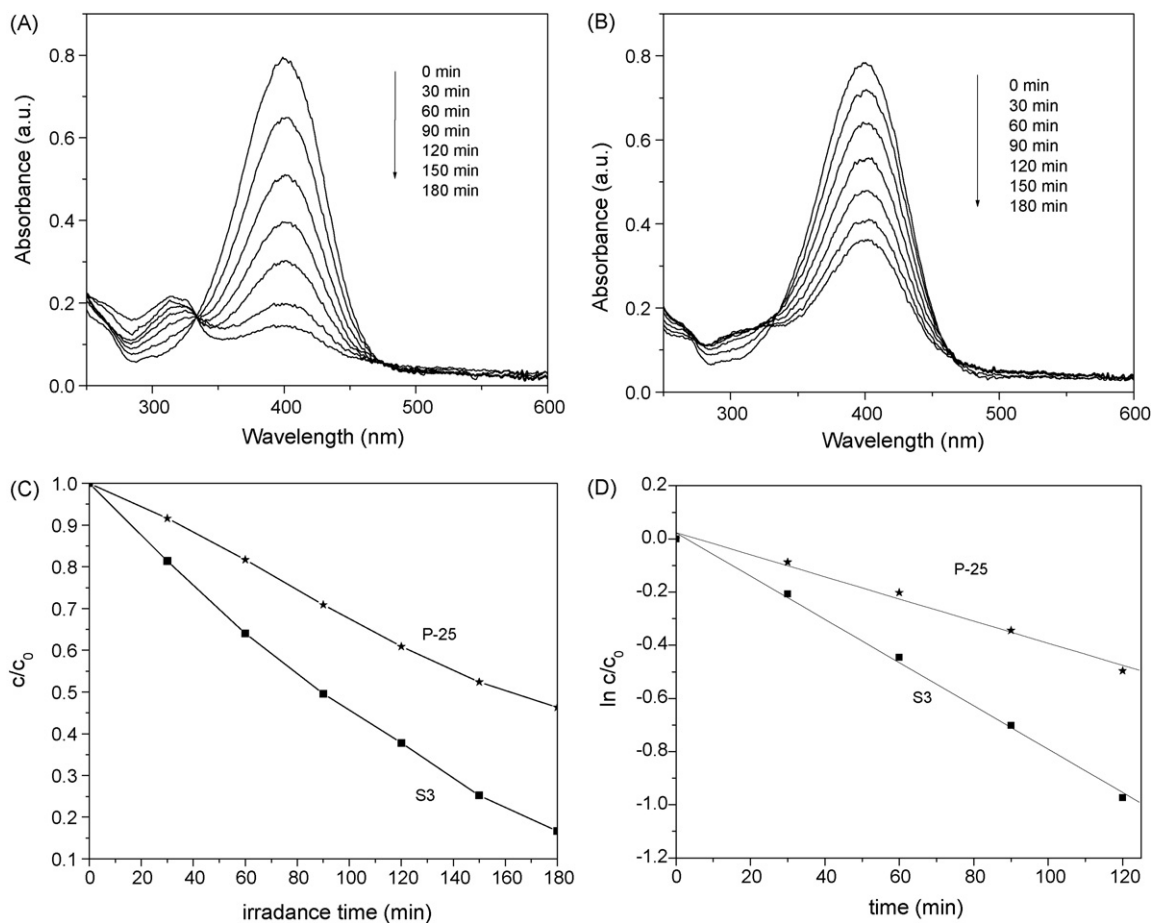 (A)
Absorbance (a.u.)
0.8
0.6
0.4
0.2
0.0
300
400
500
600
Wavelength (nm)
0 min
30 min
60 min
90 min
120 min
150 min
180 min
(B)
Absorbance (a.u.)
0.8
0.6
0.4
0.2
0.0
300
400
500
600
Wavelength (nm)
0 min
30 min
60 min
90 min
120 min
150 min
180 min
(C)
c/c0
1.0
0.9
0.8
0.7
0.6
0.5
0.4
0.3
0.2
0.1
0 20 40 60 80 100 120 140 160 180
irradance time (min)
P-25
S3
(D)
ln c/c0
0.2
0.0
-0.2
-0.4
-0.6
-0.8
-1.0
-1.2
0 20 40 60 80 100 120
time (min)
P-25
S3